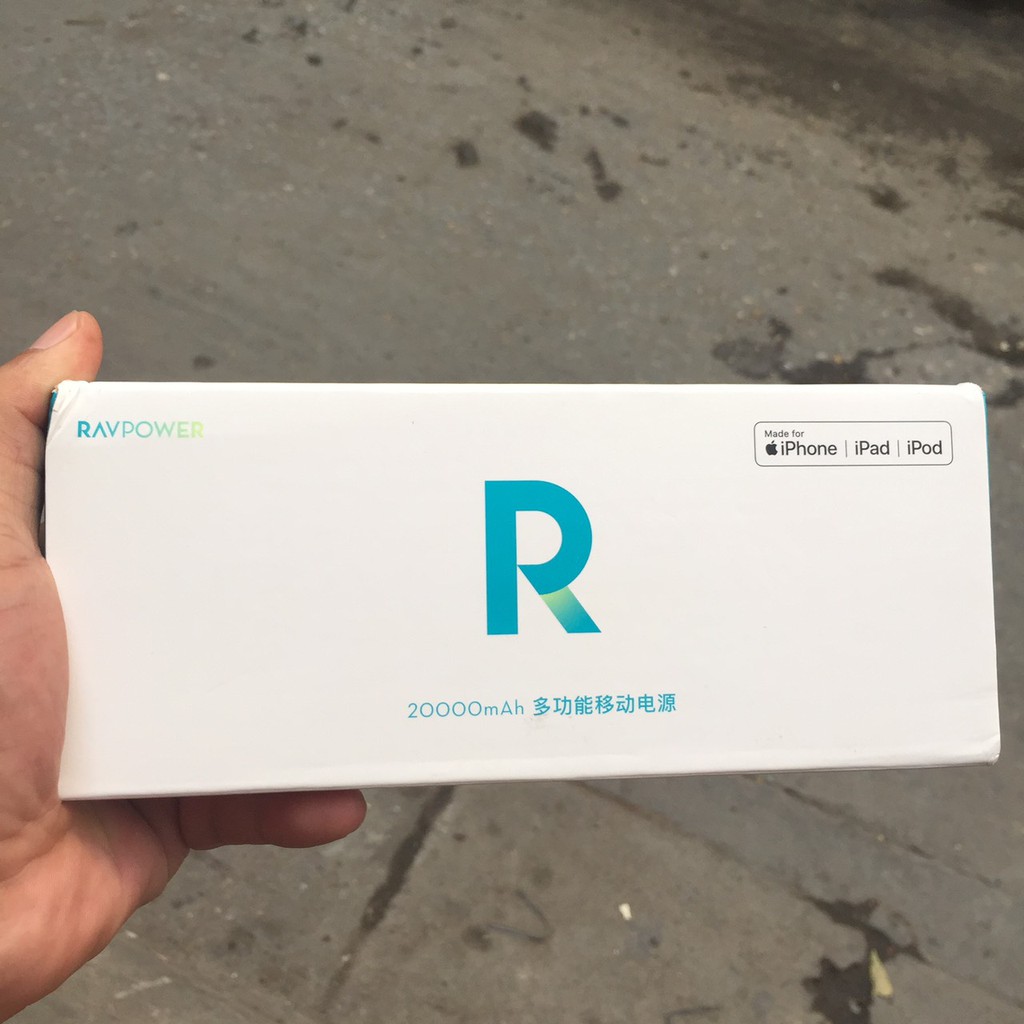 RAVPOWER
Made for
iPhone | iPad | iPod
R
20000mAh 多功能移动电源